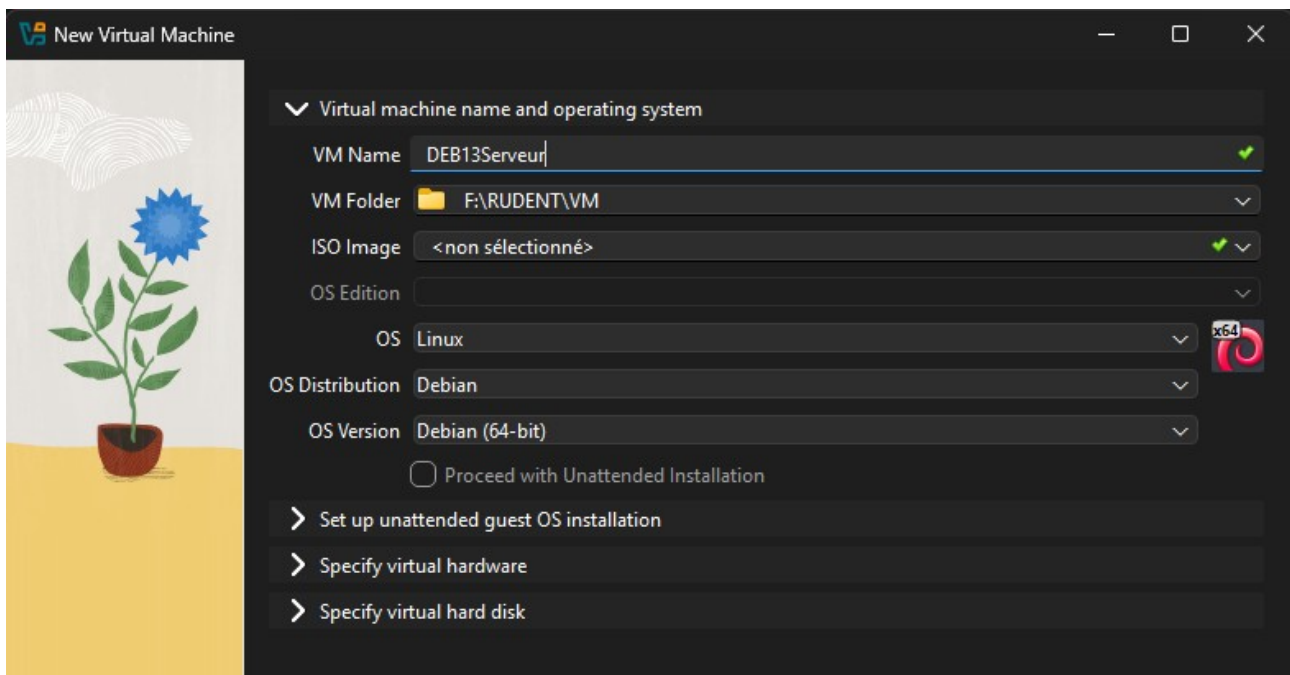 New Virtual Machine
Virtual machine name and operating system
VM Name DEB13Serveur
VM Folder F:\RUDENT\VM
ISO Image <non sélectionné>
OS Edition
OS Linux
x64
OS Distribution Debian
OS Version Debian (64-bit)
Proceed with Unattended Installation
Set up unattended guest OS installation
Specify virtual hardware
Specify virtual hard disk